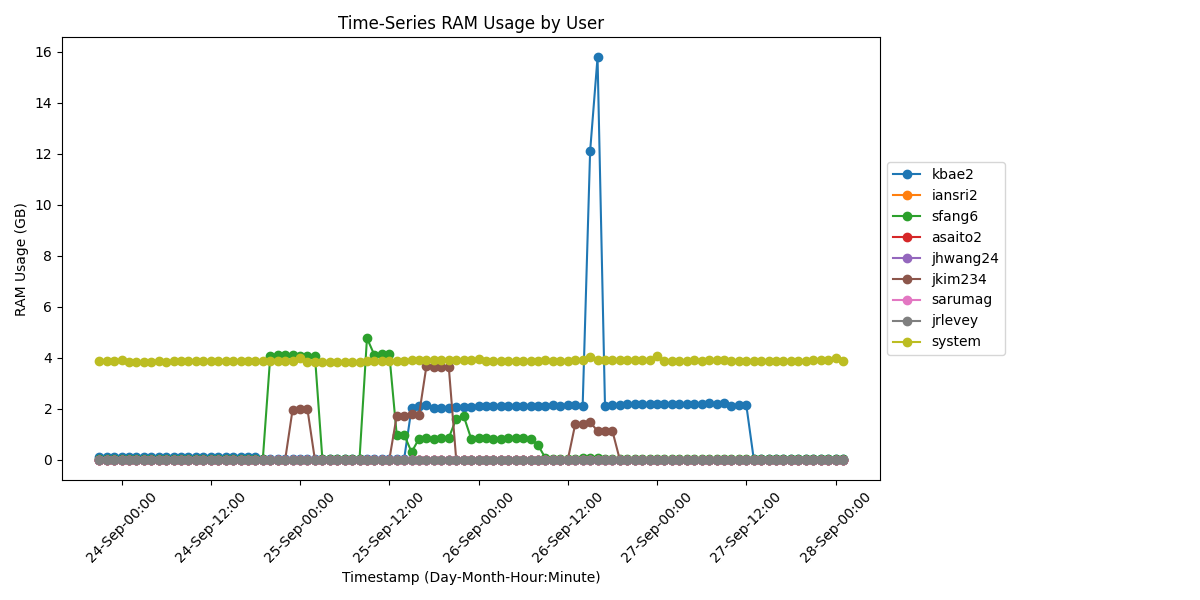 Time-Series RAM Usage by User
RAM Usage (GB)
16
14
12
10
8
6
4
2
0
24-Sep-00:00
24-Sep-12:00
25-Sep-00:00
25-Sep-12:00
26-Sep-00:00
26-Sep-12:00
27-Sep-00:00
27-Sep-12:00
28-Sep-00:00
Timestamp (Day-Month-Hour:Minute)
kbae2
iansri2
sfang6
asaito2
jhwang24
jkim234
sarumag
jrlevey
system